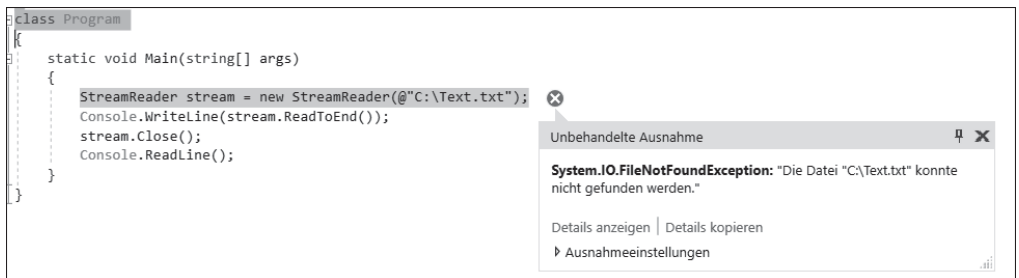 class Program
{
static void Main(string[] args)
{
StreamReader stream = new StreamReader(@"C:\Text.txt");
Console.WriteLine(stream.ReadToEnd());
stream.Close();
Console.ReadLine();
}
}
Unbehandelte Ausnahme
System.IO.FileNotFoundException: "Die Datei "C:\Text.txt" konnte
nicht gefunden werden."
Details anzeigen | Details kopieren
Ausnahmeeinstellungen